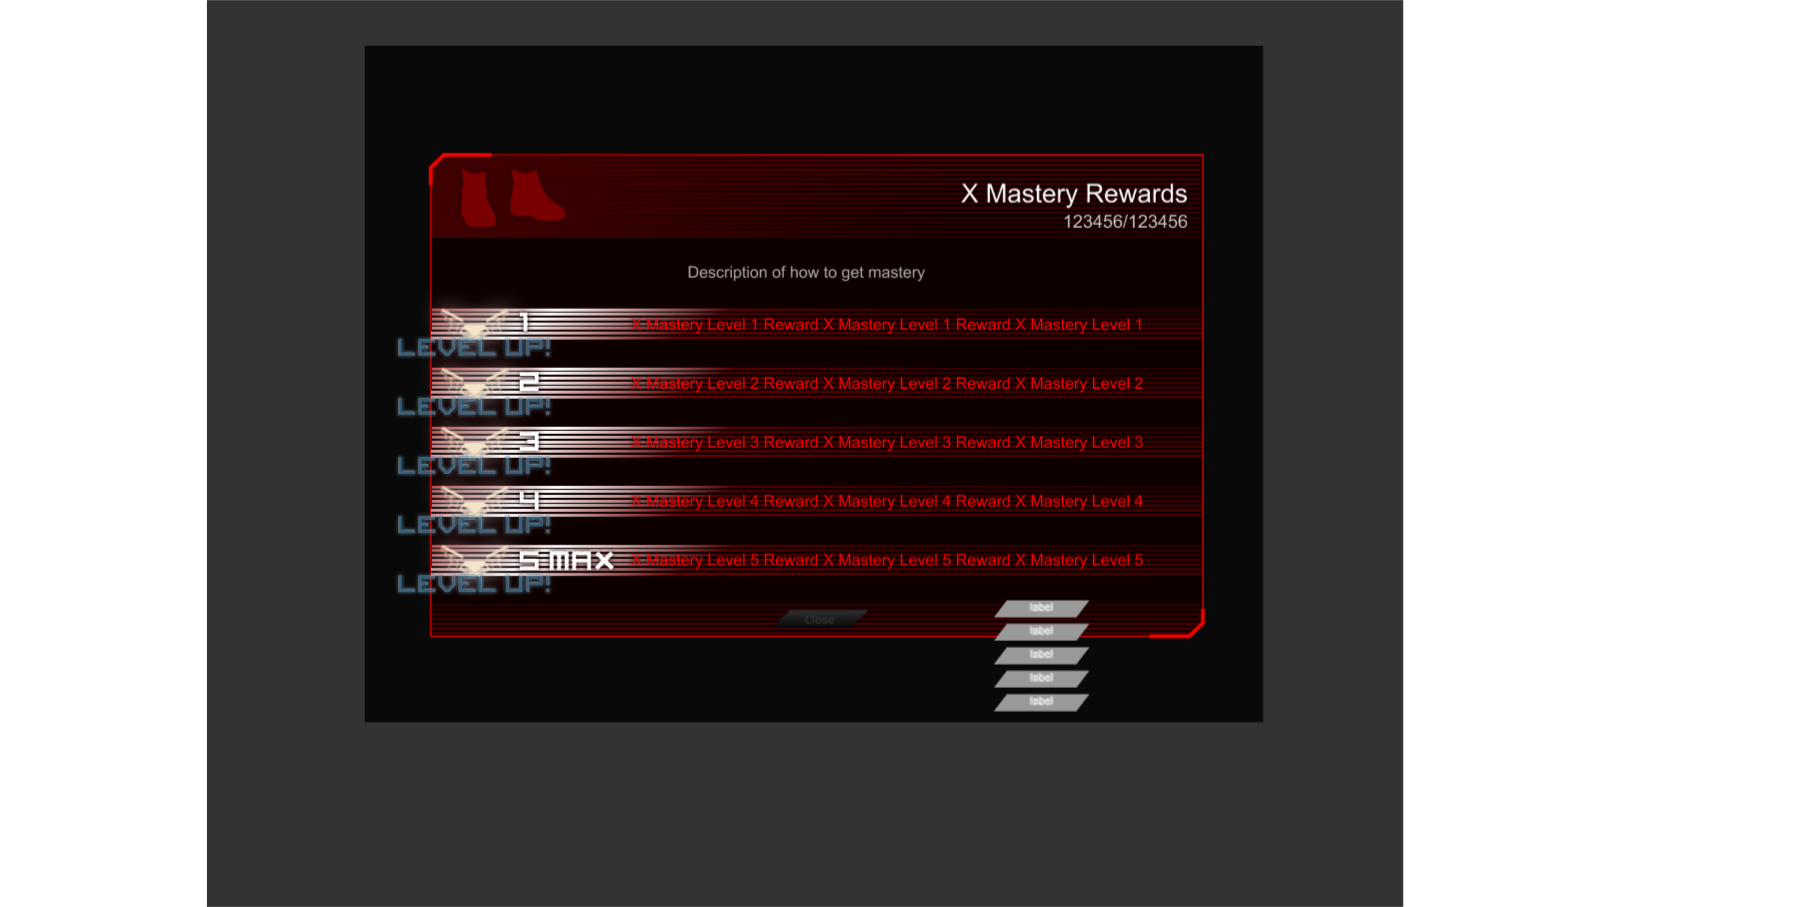 X Mastery Rewards
123456/123456
Description of how to get mastery
1 X Mastery Level 1 Reward X Mastery Level 1 Reward X Mastery Level 1
LEVEL UP!
2 X Mastery Level 2 Reward X Mastery Level 2 Reward X Mastery Level 2
LEVEL UP!
3 X Mastery Level 3 Reward X Mastery Level 3 Reward X Mastery Level 3
LEVEL UP!
4 X Mastery Level 4 Reward X Mastery Level 4 Reward X Mastery Level 4
LEVEL UP!
5 MAX X Mastery Level 5 Reward X Mastery Level 5 Reward X Mastery Level 5
LEVEL UP!
label
Close
label
label
label
label